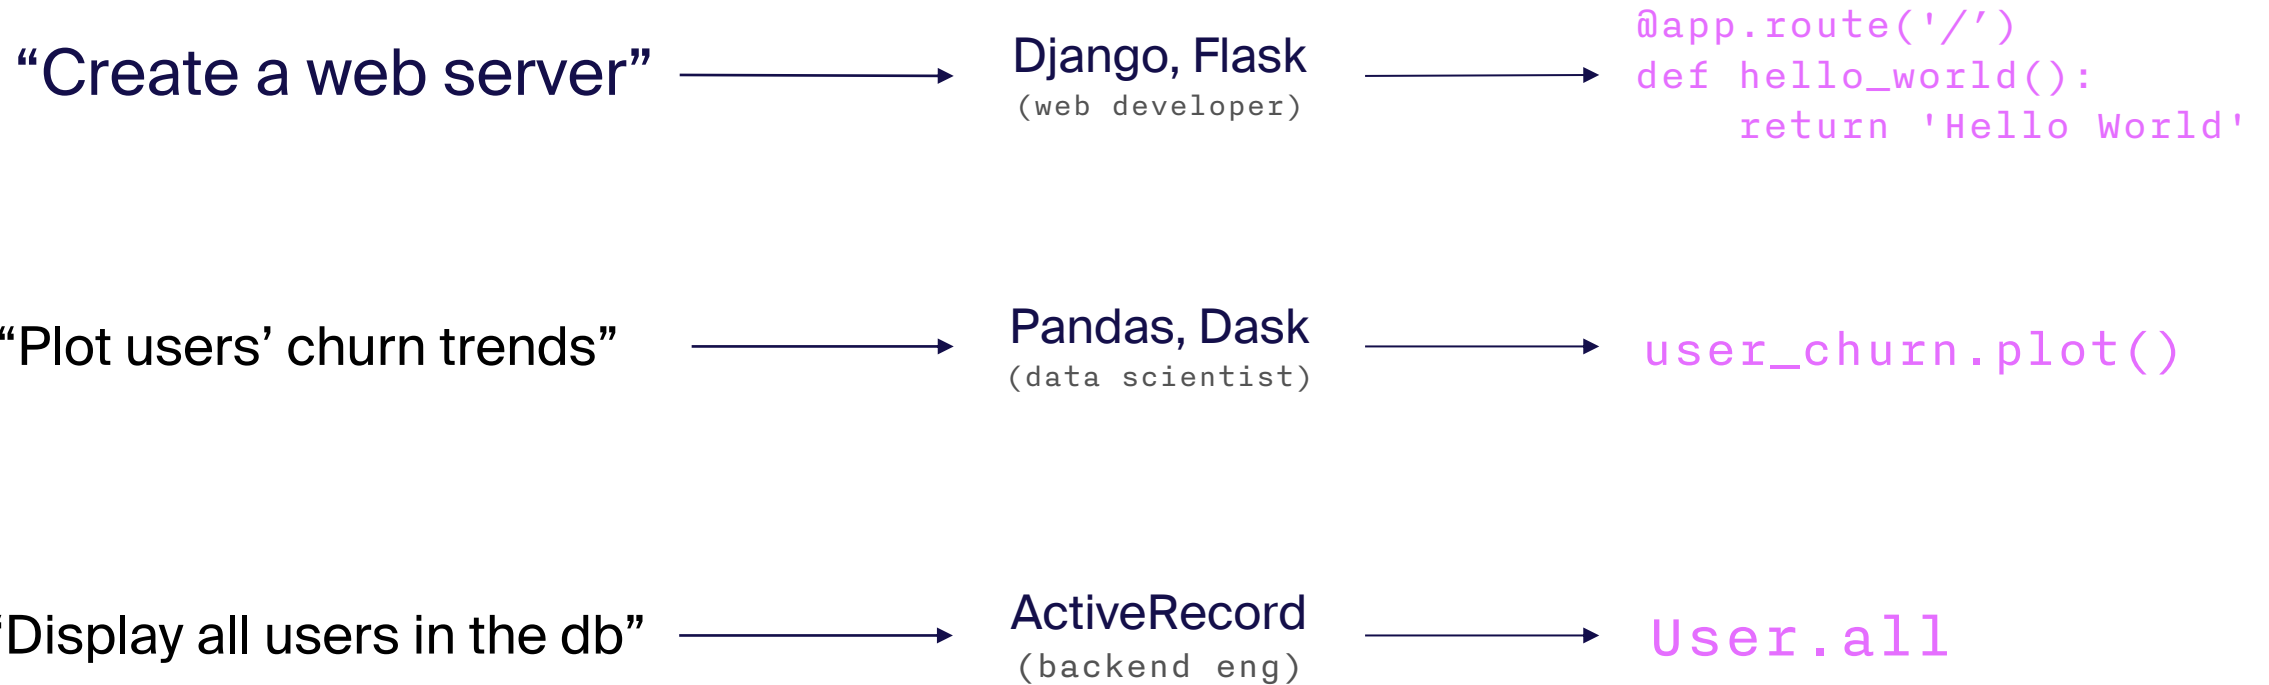 “Create a web server”
Django, Flask
(web developer)
@app.route('/’)
def hello_world():
    return 'Hello World'
“Plot users’ churn trends”
Pandas, Dask
(data scientist)
user_churn.plot()
“Display all users in the db”
ActiveRecord
(backend eng)
User.all